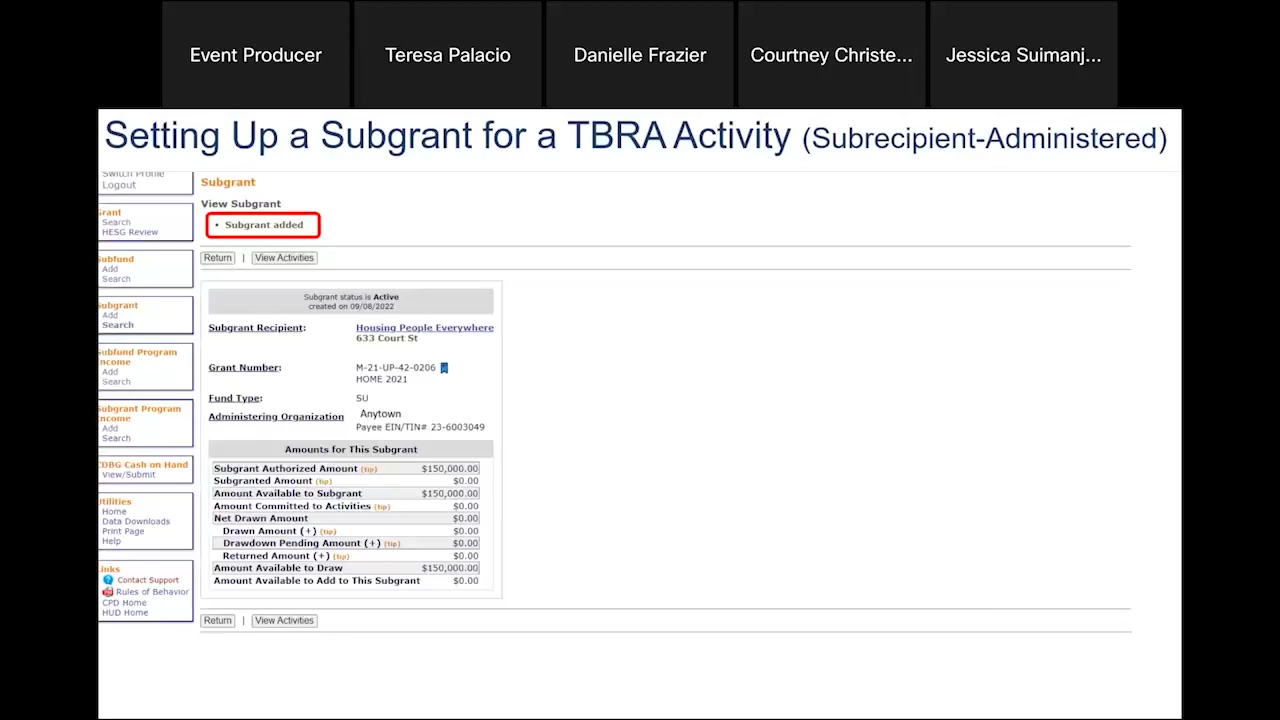 Event Producer
Teresa Palacio
Danielle Frazier
Courtney Christe...
Jessica Suimanj...
Setting Up a Subgrant for a TBRA Activity (Subrecipient-Administered)
Switch Profile
Logout
Grant
Search
HESG Review
Subfund
Add
Search
Subgrant
Add
Search
Subfund Program
Income
Add
Search
Subgrant Program
Income
Add
Search
CDBG Cash on Hand
View/Submit
Utilities
Home
Data Downloads
Print Page
Help
Links
Contact Support
Rules of Behavior
CPD Home
HUD Home
Subgrant
View Subgrant
• Subgrant added
Return | View Activities
Subgrant status is Active
created on 09/08/2022
Subgrant Recipient: Housing People Everywhere
633 Court St
Grant Number: M-21-UP-42-0206
HOME 2021
Fund Type: SU
Administering Organization Anytown
Payee EIN/TIN# 23-6003049
Amounts for This Subgrant
Subgrant Authorized Amount (tip) $150,000.00
Subgranted Amount (tip) $0.00
Amount Available to Subgrant $150,000.00
Amount Committed to Activities (tip) $0.00
Net Drawn Amount $0.00
Drawn Amount (+) (tip) $0.00
Drawdown Pending Amount (+) (tip) $0.00
Returned Amount (+) (tip) $0.00
Amount Available to Draw $150,000.00
Amount Available to Add to This Subgrant $0.00
Return | View Activities